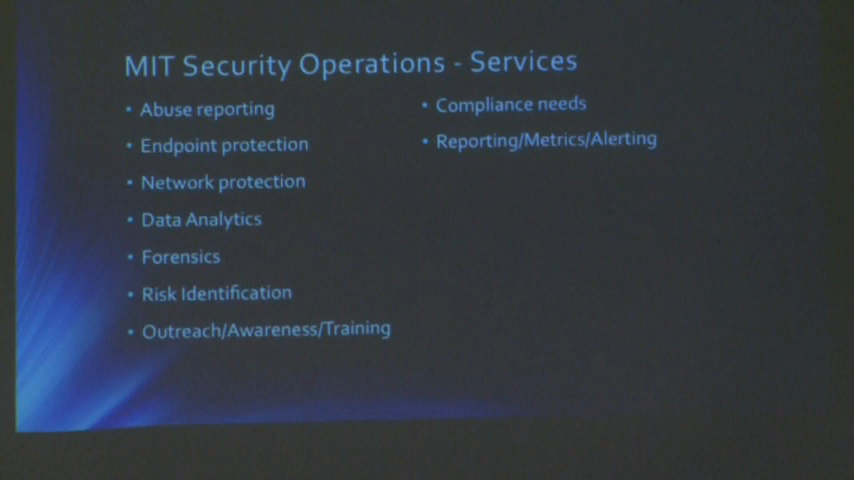 MIT Security Operations - Services
• Abuse reporting
• Endpoint protection
• Network protection
• Data Analytics
• Forensics
• Risk Identification
• Outreach/Awareness/Training
• Compliance needs
• Reporting/Metrics/Alerting